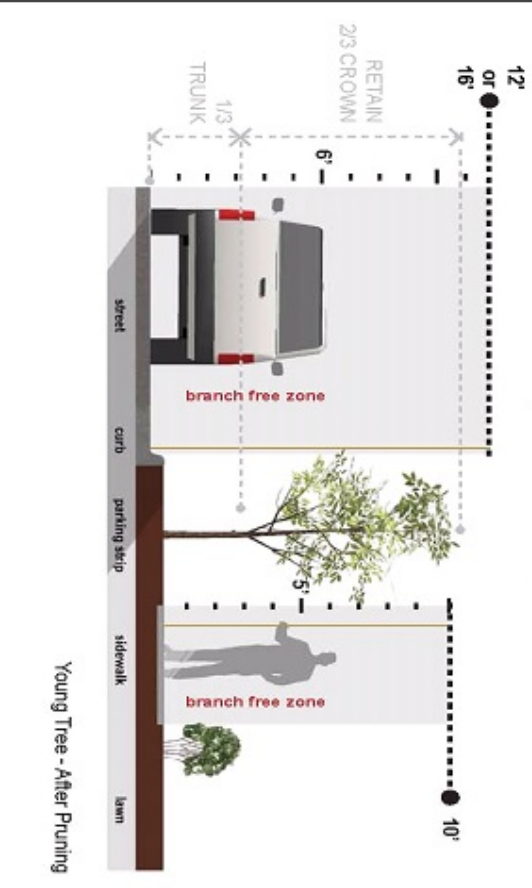 12'
or
16'
RETAIN
2/3 CROWN
1/3
TRUNK
6'
branch free zone
5'
branch free zone
10'
street
curb
parking strip
sidewalk
lawn
Young Tree - After Pruning